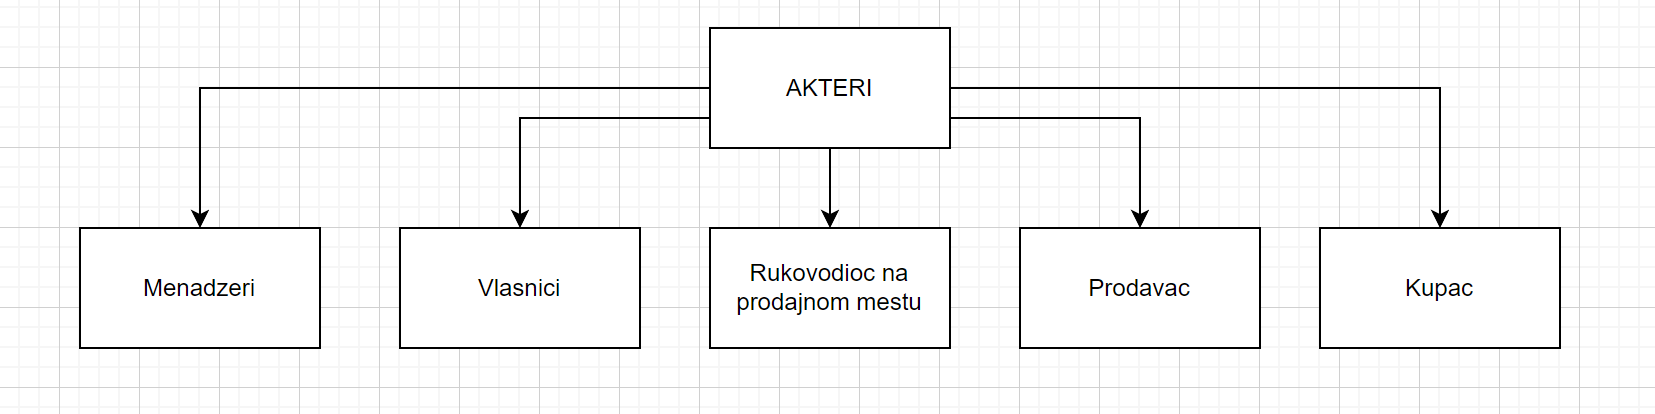 AKTERI
Menadzeri
Vlasnici
Rukovodioc na
prodajnom mestu
Prodavac
Kupac